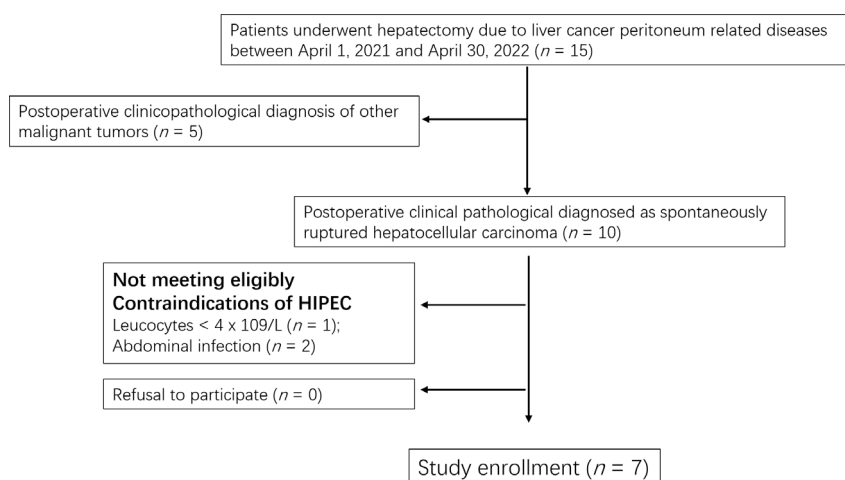 Patients underwent hepatectomy due to liver cancer peritoneum related diseases
between April 1, 2021 and April 30, 2022 (n = 15)
Postoperative clinicopathological diagnosis of other
malignant tumors (n = 5)
Postoperative clinical pathological diagnosed as spontaneously
ruptured hepatocellular carcinoma (n = 10)
Not meeting eligibly
Contraindications of HIPEC
Leucocytes < 4 x 109/L (n = 1);
Abdominal infection (n = 2)
Refusal to participate (n = 0)
Study enrollment (n = 7)